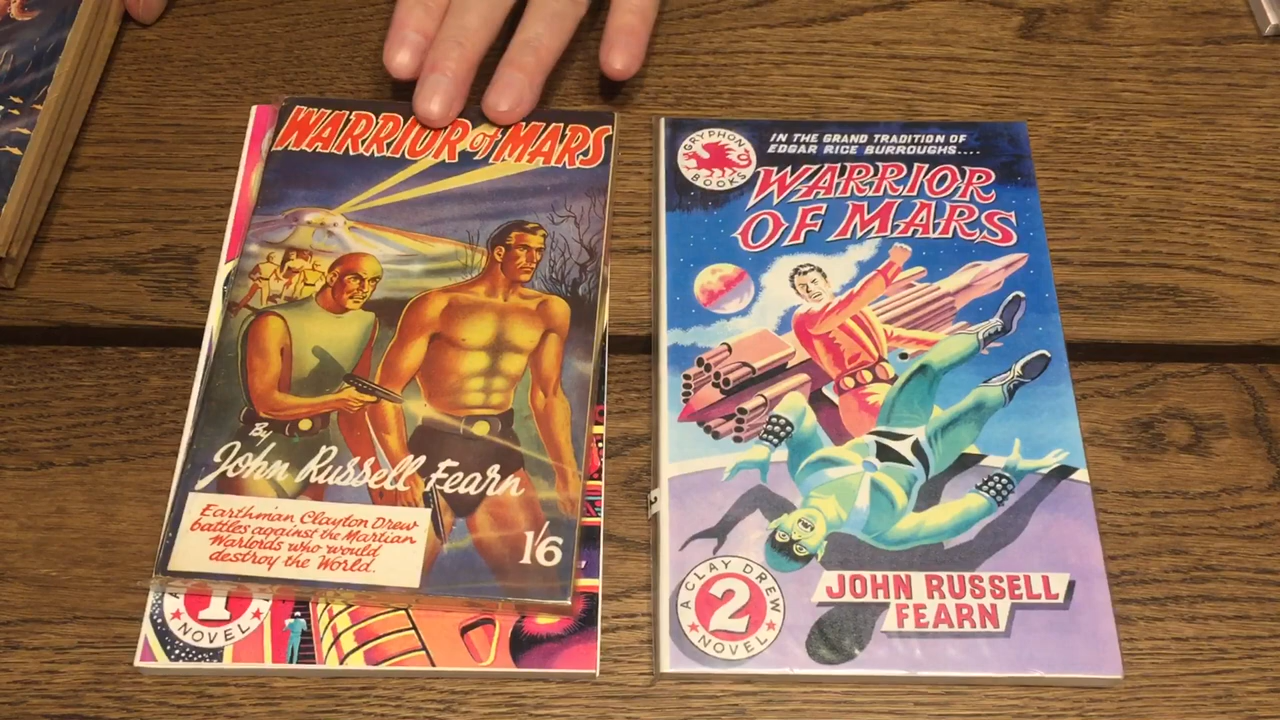 WARRIOR of MARS
By
John Russell Fearn
Earthman Clayton Drew
battles against the Martian
Warlords who would
destroy the World.
1/6
A
1
NOVEL
GRYPHON
BOOKS
IN THE GRAND TRADITION OF
EDGAR RICE BURROUGHS....
WARRIOR
OF MARS
A CLAY DREW
2
NOVEL
JOHN RUSSELL
FEARN